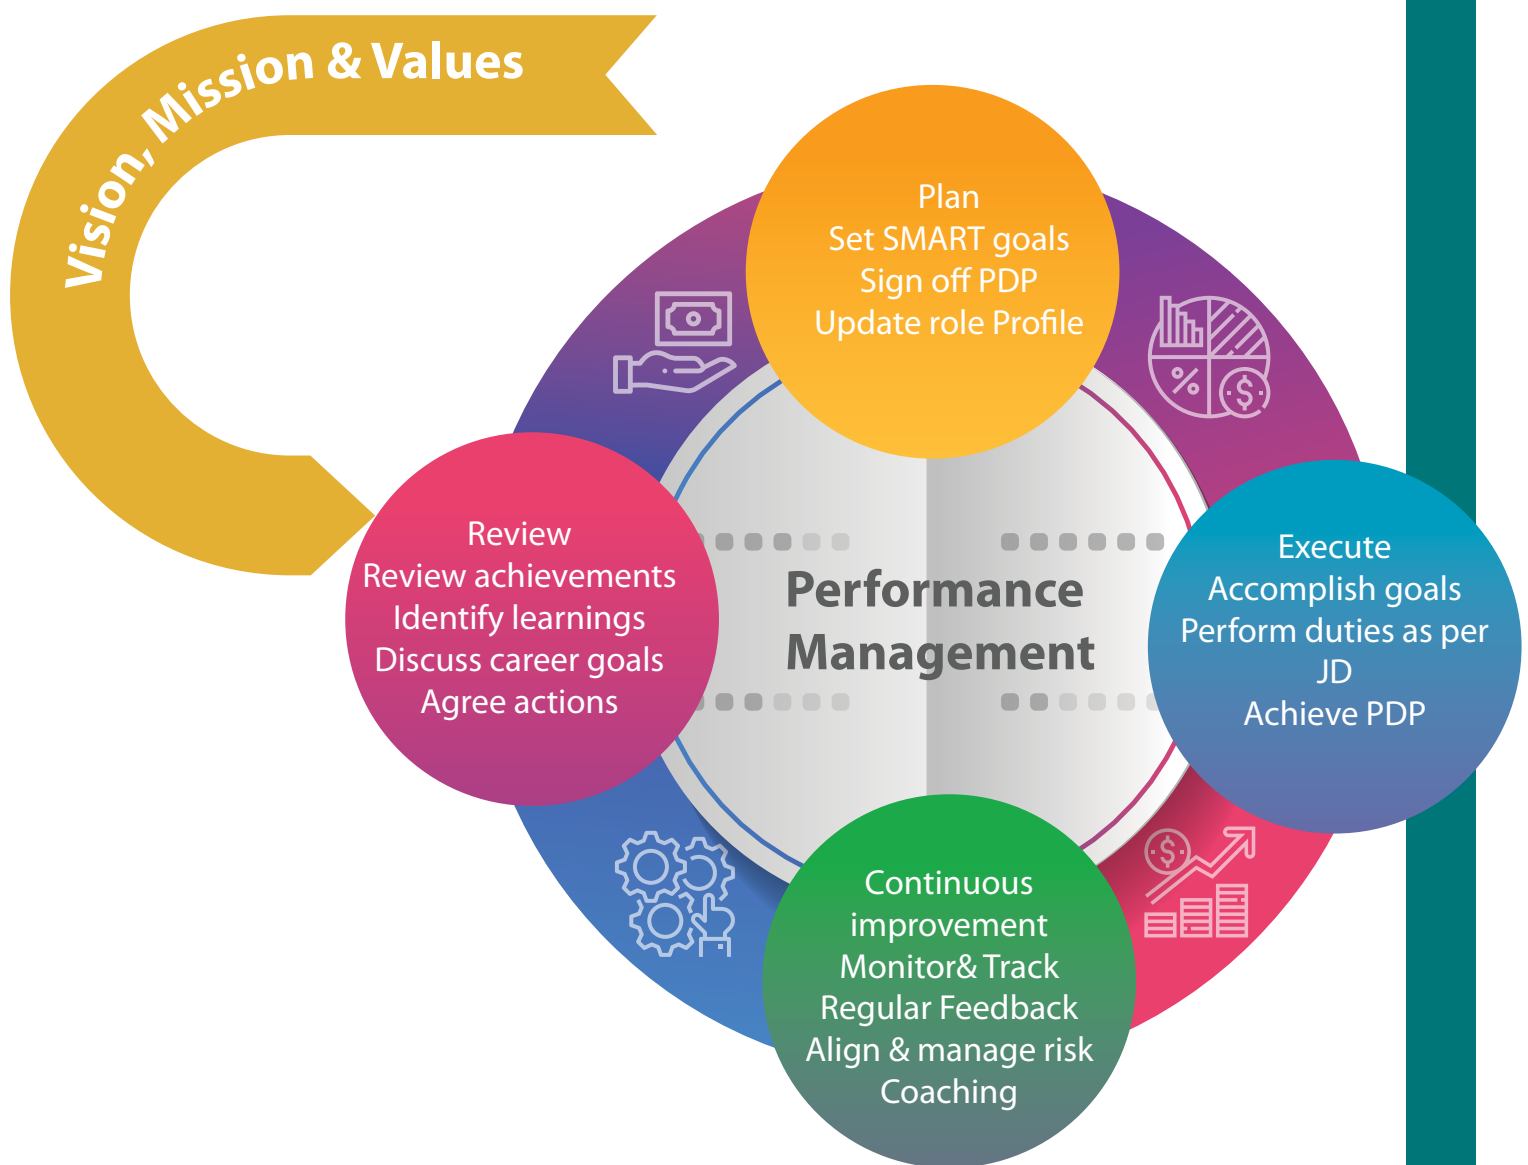 Vision, Mission & Values
Plan
Set SMART goals
Sign off PDP
Update role Profile
Review
Review achievements
Identify learnings
Discuss career goals
Agree actions
Performance
Management
Execute
Accomplish goals
Perform duties as per
JD
Achieve PDP
Continuous
improvement
Monitor& Track
Regular Feedback
Align & manage risk
Coaching
%
$
$